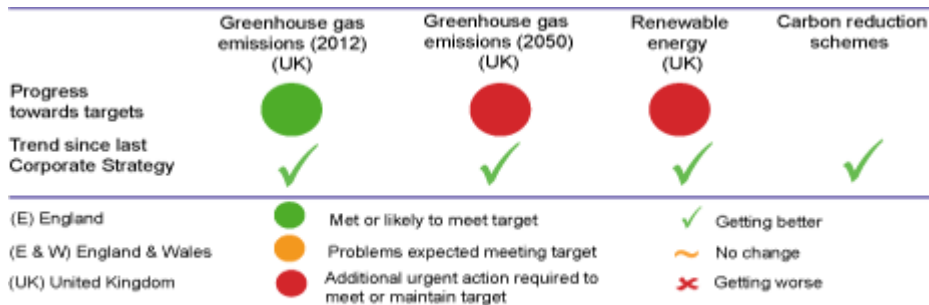 Greenhouse gas emissions (2012) (UK)
Greenhouse gas emissions (2050) (UK)
Renewable energy (UK)
Carbon reduction schemes
Progress towards targets
Trend since last Corporate Strategy
(E) England
Met or likely to meet target
Getting better
(E & W) England & Wales
Problems expected meeting target
No change
(UK) United Kingdom
Additional urgent action required to meet or maintain target
Getting worse